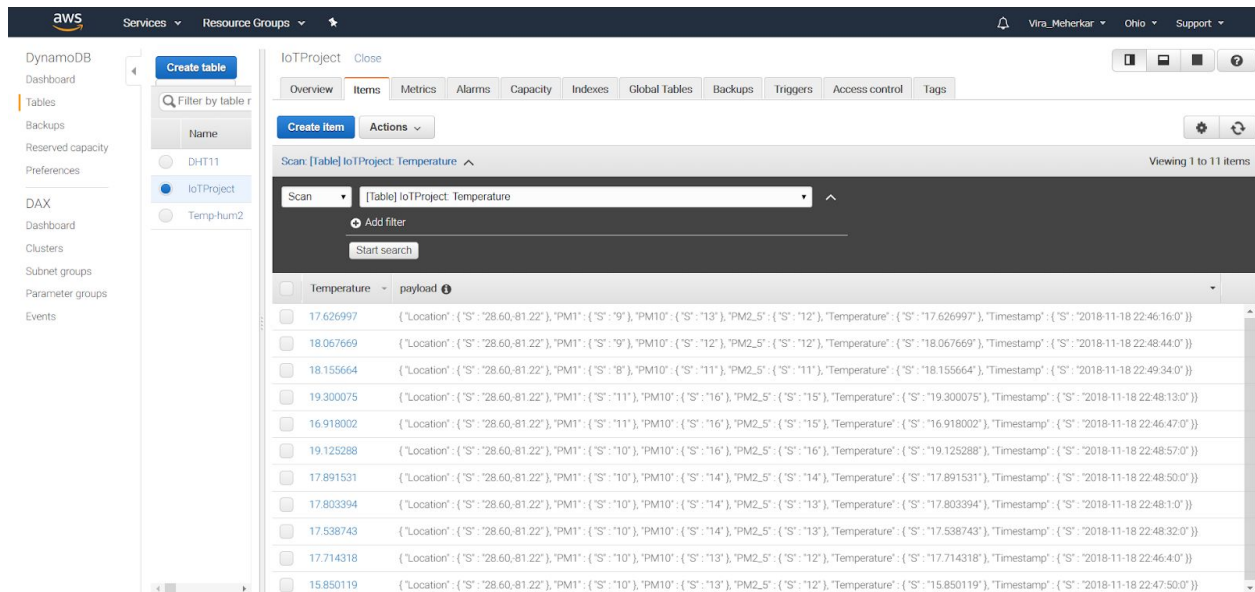 aws Services Resource Groups Vira_Meherkar Ohio Support
DynamoDB
Dashboard
Tables
Backups
Reserved capacity
Preferences
DAX
Dashboard
Clusters
Subnet groups
Parameter groups
Events
Create table
Filter by table r
Name
DHT11
IoTProject
Temp-hum2
IoTProject Close
Overview Items Metrics Alarms Capacity Indexes Global Tables Backups Triggers Access control Tags
Create item Actions
Scan: [Table] IoTProject: Temperature Viewing 1 to 11 items
Scan [Table] IoTProject: Temperature
Add filter
Start search
Temperature payload
17.626997 { "Location" : { "S" : "28.60,-81.22" }, "PM1" : { "S" : "9" }, "PM10" : { "S" : "13" }, "PM2_5" : { "S" : "12" }, "Temperature" : { "S" : "17.626997" }, "Timestamp" : { "S" : "2018-11-18 22:46:16:0" }}
18.067669 { "Location" : { "S" : "28.60,-81.22" }, "PM1" : { "S" : "9" }, "PM10" : { "S" : "12" }, "PM2_5" : { "S" : "12" }, "Temperature" : { "S" : "18.067669" }, "Timestamp" : { "S" : "2018-11-18 22:48:44:0" }}
18.155664 { "Location" : { "S" : "28.60,-81.22" }, "PM1" : { "S" : "8" }, "PM10" : { "S" : "11" }, "PM2_5" : { "S" : "11" }, "Temperature" : { "S" : "18.155664" }, "Timestamp" : { "S" : "2018-11-18 22:49:34:0" }}
19.300075 { "Location" : { "S" : "28.60,-81.22" }, "PM1" : { "S" : "11" }, "PM10" : { "S" : "16" }, "PM2_5" : { "S" : "15" }, "Temperature" : { "S" : "19.300075" }, "Timestamp" : { "S" : "2018-11-18 22:48:13:0" }}
16.918002 { "Location" : { "S" : "28.60,-81.22" }, "PM1" : { "S" : "11" }, "PM10" : { "S" : "16" }, "PM2_5" : { "S" : "15" }, "Temperature" : { "S" : "16.918002" }, "Timestamp" : { "S" : "2018-11-18 22:46:47:0" }}
19.125288 { "Location" : { "S" : "28.60,-81.22" }, "PM1" : { "S" : "10" }, "PM10" : { "S" : "16" }, "PM2_5" : { "S" : "16" }, "Temperature" : { "S" : "19.125288" }, "Timestamp" : { "S" : "2018-11-18 22:48:57:0" }}
17.891531 { "Location" : { "S" : "28.60,-81.22" }, "PM1" : { "S" : "10" }, "PM10" : { "S" : "14" }, "PM2_5" : { "S" : "14" }, "Temperature" : { "S" : "17.891531" }, "Timestamp" : { "S" : "2018-11-18 22:48:50:0" }}
17.803394 { "Location" : { "S" : "28.60,-81.22" }, "PM1" : { "S" : "10" }, "PM10" : { "S" : "14" }, "PM2_5" : { "S" : "13" }, "Temperature" : { "S" : "17.803394" }, "Timestamp" : { "S" : "2018-11-18 22:48:1:0" }}
17.538743 { "Location" : { "S" : "28.60,-81.22" }, "PM1" : { "S" : "10" }, "PM10" : { "S" : "14" }, "PM2_5" : { "S" : "13" }, "Temperature" : { "S" : "17.538743" }, "Timestamp" : { "S" : "2018-11-18 22:48:32:0" }}
17.714318 { "Location" : { "S" : "28.60,-81.22" }, "PM1" : { "S" : "10" }, "PM10" : { "S" : "13" }, "PM2_5" : { "S" : "12" }, "Temperature" : { "S" : "17.714318" }, "Timestamp" : { "S" : "2018-11-18 22:46:4:0" }}
15.850119 { "Location" : { "S" : "28.60,-81.22" }, "PM1" : { "S" : "10" }, "PM10" : { "S" : "13" }, "PM2_5" : { "S" : "12" }, "Temperature" : { "S" : "15.850119" }, "Timestamp" : { "S" : "2018-11-18 22:47:50:0" }}